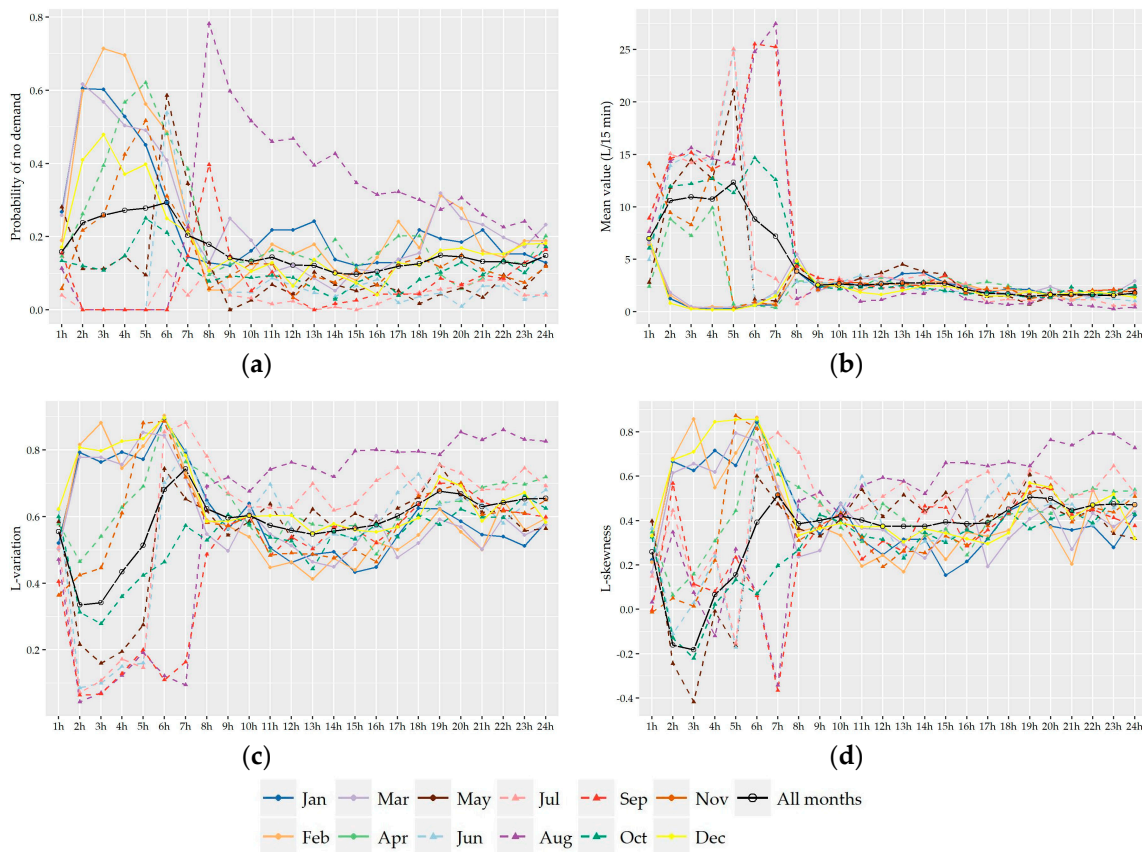 0.8
0.6
0.4
0.2
0.0
Probability of no demand
1h 2h 3h 4h 5h 6h 7h 8h 9h 10h 11h 12h 13h 14h 15h 16h 17h 18h 19h 20h 21h 22h 23h 24h
(a)
25
20
15
10
5
0
Mean value (L/15 min)
1h 2h 3h 4h 5h 6h 7h 8h 9h 10h 11h 12h 13h 14h 15h 16h 17h 18h 19h 20h 21h 22h 23h 24h
(b)
0.8
0.6
0.4
0.2
L-variation
1h 2h 3h 4h 5h 6h 7h 8h 9h 10h 11h 12h 13h 14h 15h 16h 17h 18h 19h 20h 21h 22h 23h 24h
(c)
0.8
0.6
0.4
0.2
0.0
-0.2
-0.4
L-skewness
1h 2h 3h 4h 5h 6h 7h 8h 9h 10h 11h 12h 13h 14h 15h 16h 17h 18h 19h 20h 21h 22h 23h 24h
(d)
Jan Mar May Jul Sep Nov All months
Feb Apr Jun Aug Oct Dec